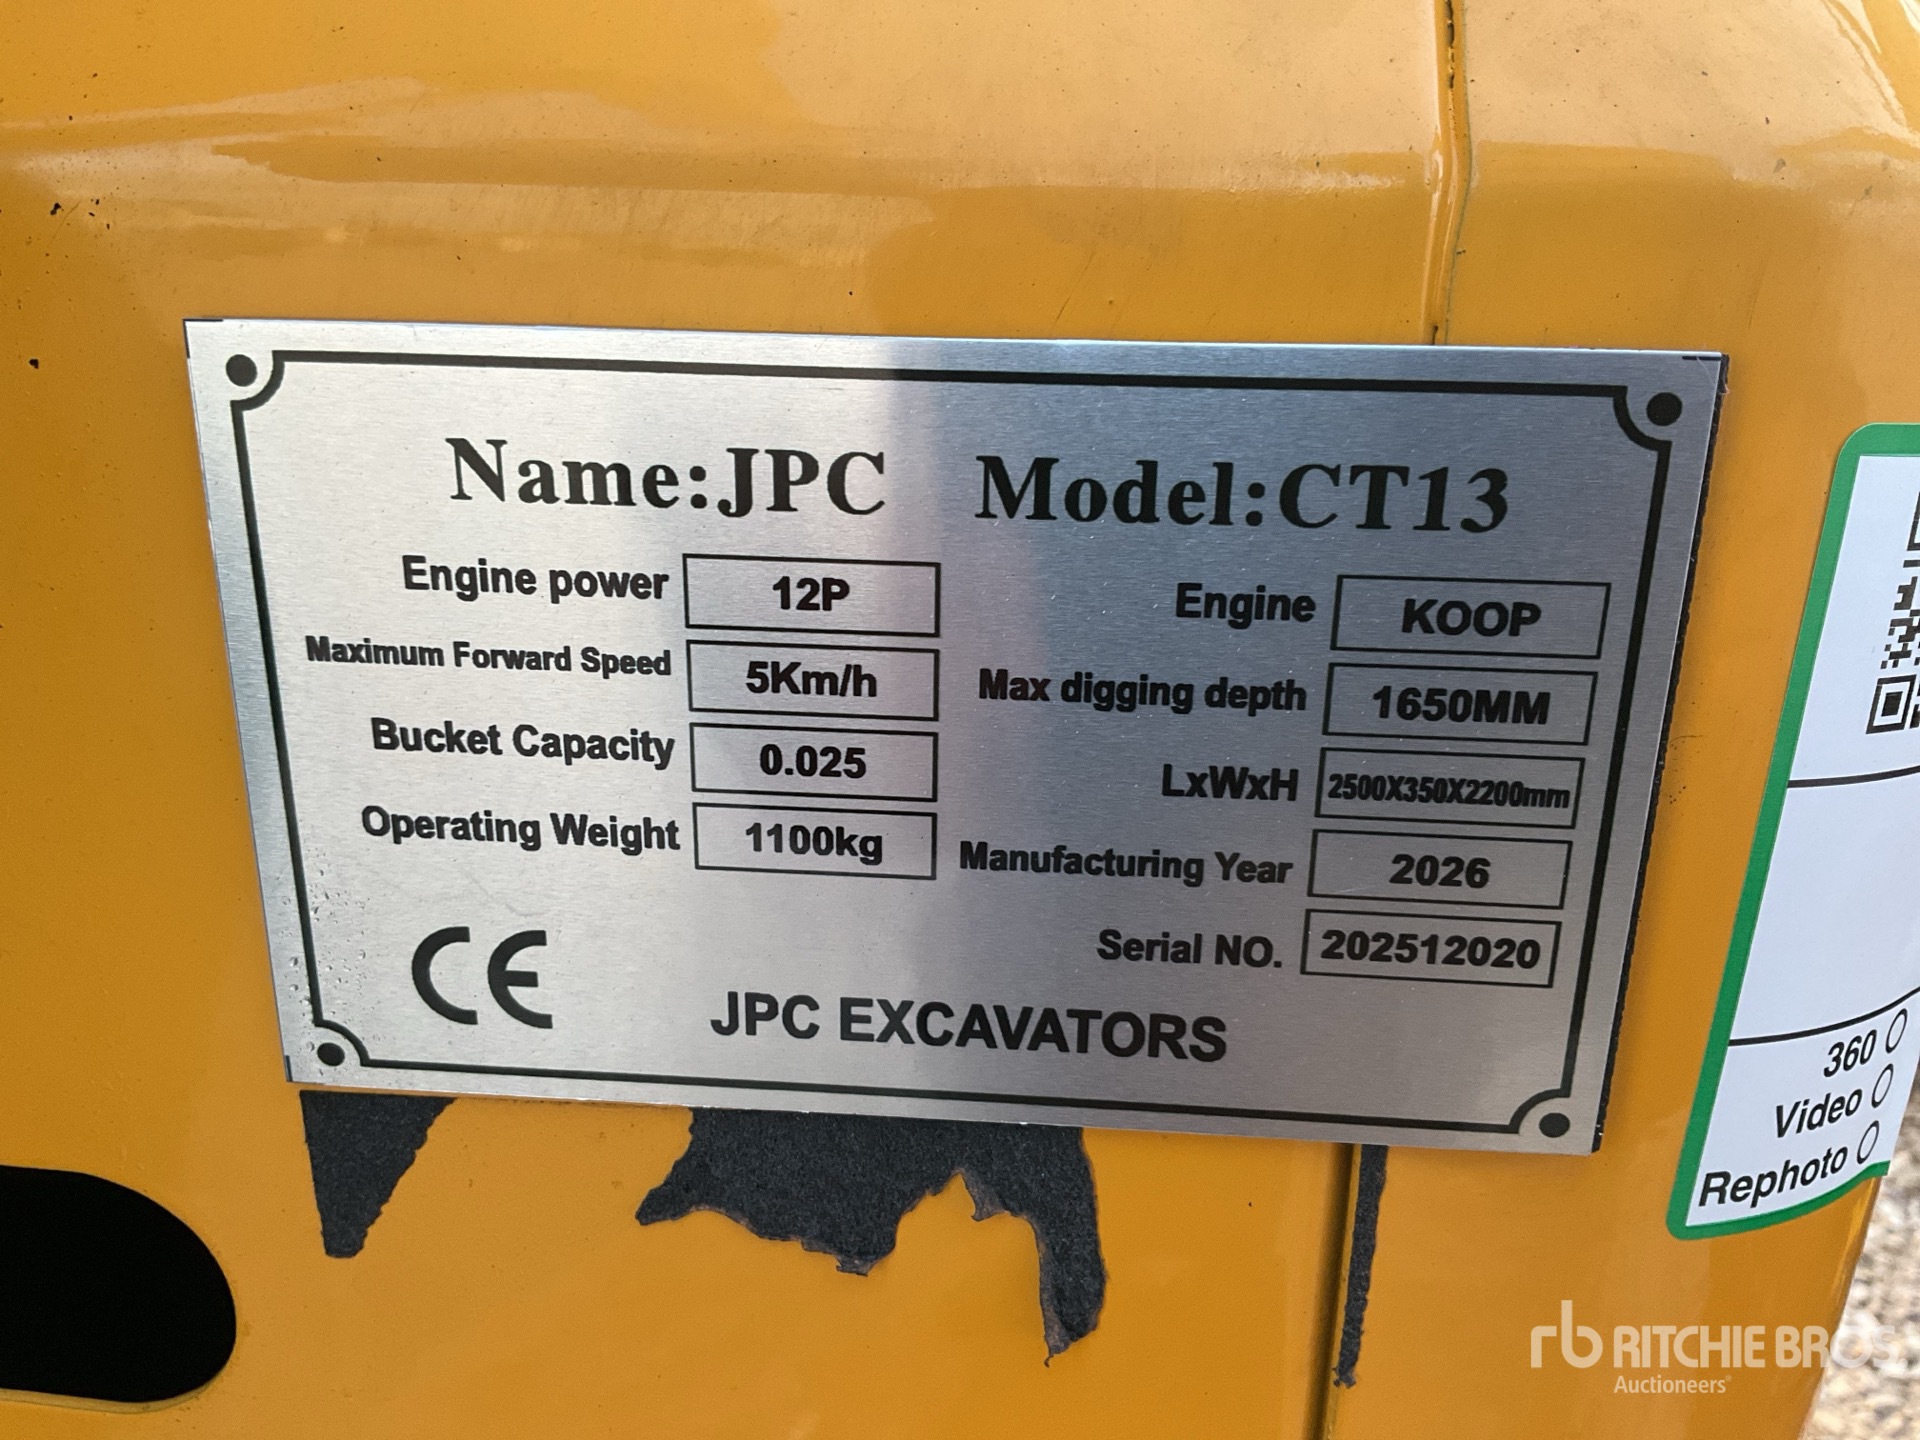 Name:JPC Model:CT13
Engine power 12P
Maximum Forward Speed 5Km/h
Bucket Capacity 0.025
Operating Weight 1100kg
Engine KOOP
Max digging depth 1650MM
LxWxH 2500X350X2200mm
Manufacturing Year 2026
Serial NO. 202512020
CE
JPC EXCAVATORS
360
Video
Rephoto
rb RITCHIE BROS
Auctioneers